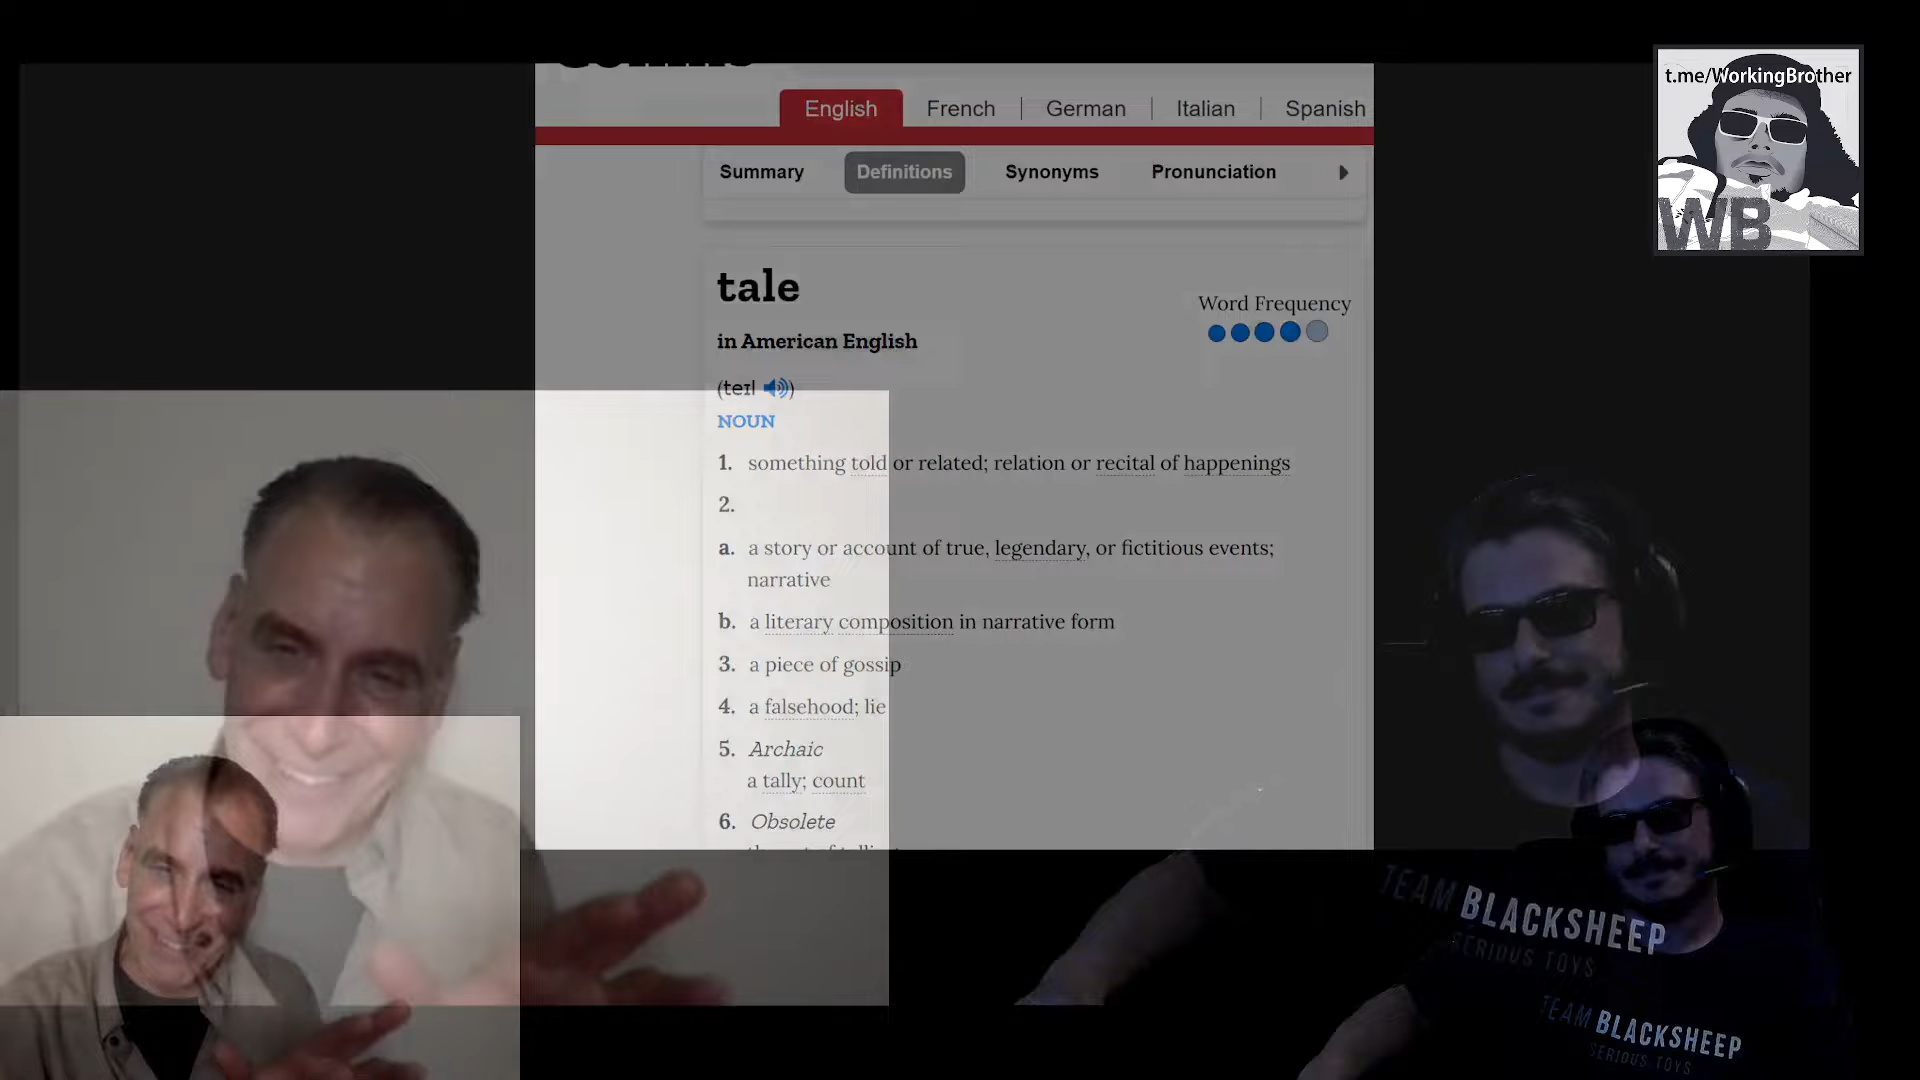 t.me/WorkingBrother
WB
English
French
German
Italian
Spanish
Summary
Definitions
Synonyms
Pronunciation
tale
Word Frequency
in American English
(teɪl)
NOUN
1. something told or related; relation or recital of happenings
2.
a. a story or account of true, legendary, or fictitious events;
narrative
b. a literary composition in narrative form
3. a piece of gossip
4. a falsehood; lie
5. Archaic
a tally; count
6. Obsolete
TEAM BLACKSHEEP
SERIOUS TOYS
TEAM BLACKSHEEP
SERIOUS TOYS